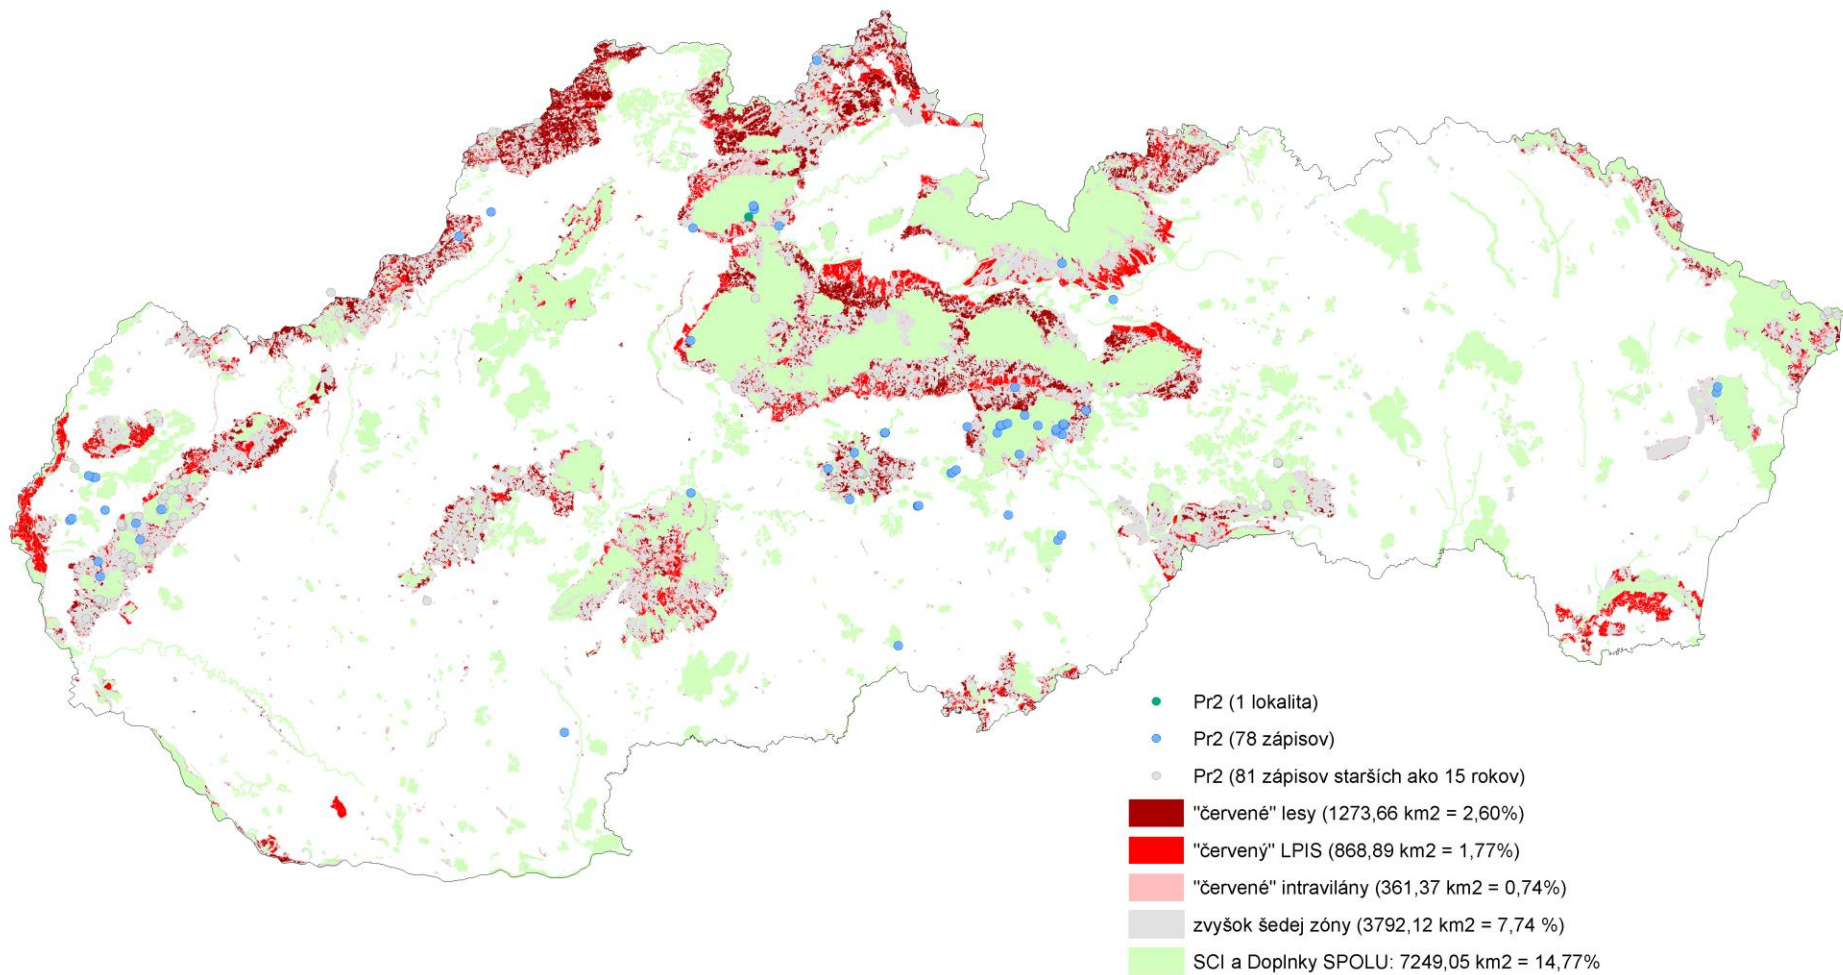 Pr2 (1 lokalita)
Pr2 (78 zápisov)
Pr2 (81 zápisov starších ako 15 rokov)
"červené" lesy (1273,66 km2 = 2,60%)
"červený" LPIS (868,89 km2 = 1,77%)
"červené" intravilány (361,37 km2 = 0,74%)
zvyšok šedej zóny (3792,12 km2 = 7,74 %)
SCI a Doplnky SPOLU: 7249,05 km2 = 14,77%